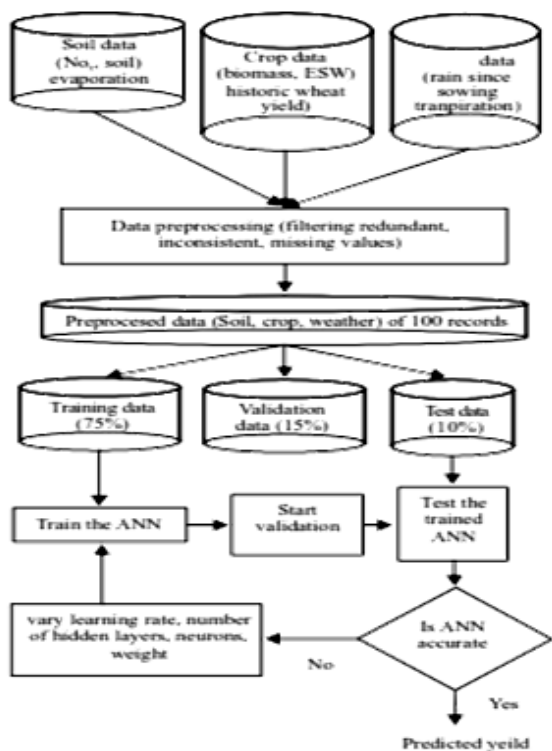 Soil data
(No,, soil)
evaporation
Crop data
(biomass, ESW)
historic wheat
yield)
data
(rain since
sowing
tranpiration)
Data preprocessing (filtering redundant,
inconsistent, missing values)
Preprocesed data (Soil, crop, weather) of 100 records
Training data
(75%)
Validation
data (15%)
Test data
(10%)
Train the ANN
Start
validation
Test the
trained
ANN
vary learning rate, number
of hidden layers, neurons,
weight
Is ANN
accurate
No
Yes
Predicted yeild